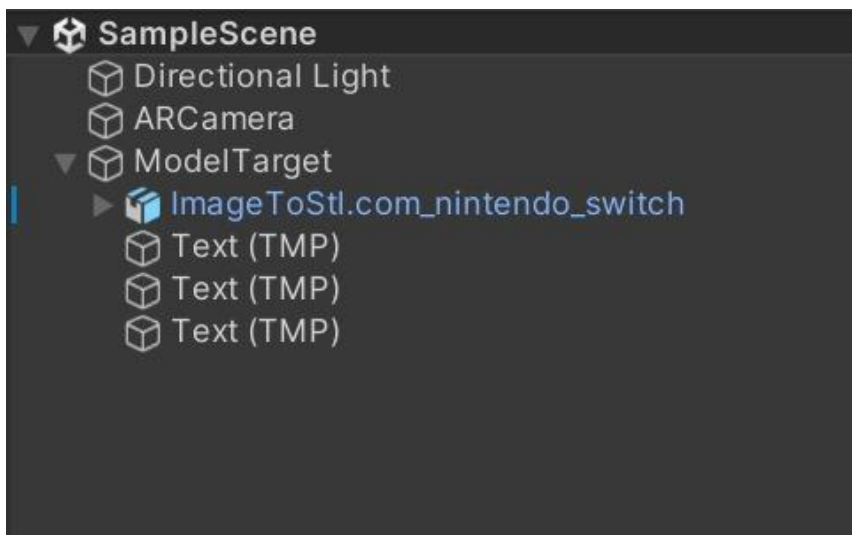 SampleScene
Directional Light
ARCamera
ModelTarget
ImageToStl.com_nintendo_switch
Text (TMP)
Text (TMP)
Text (TMP)